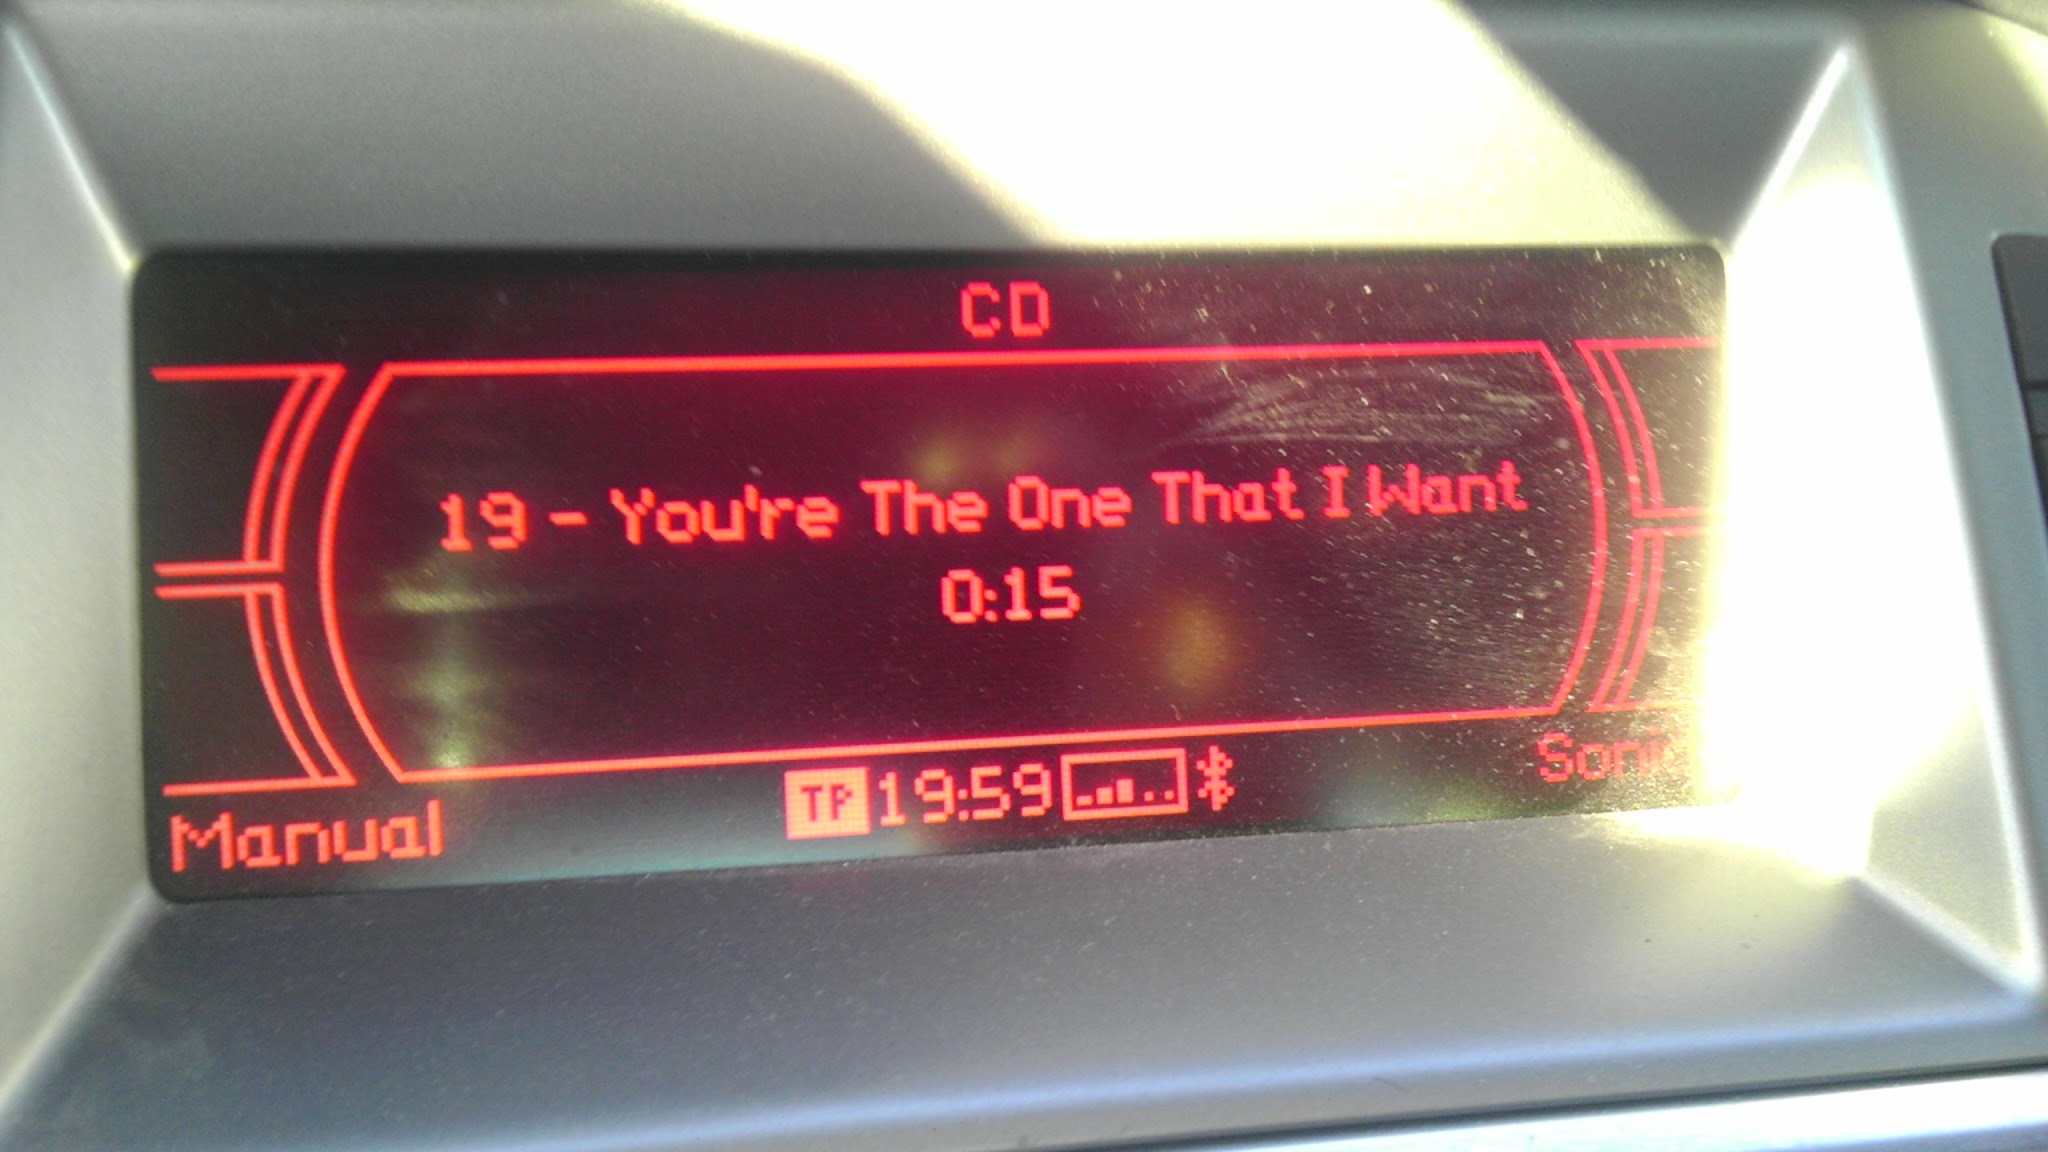 CD
19 - You're The One That I Want
0:15
TP 19:59
Manual